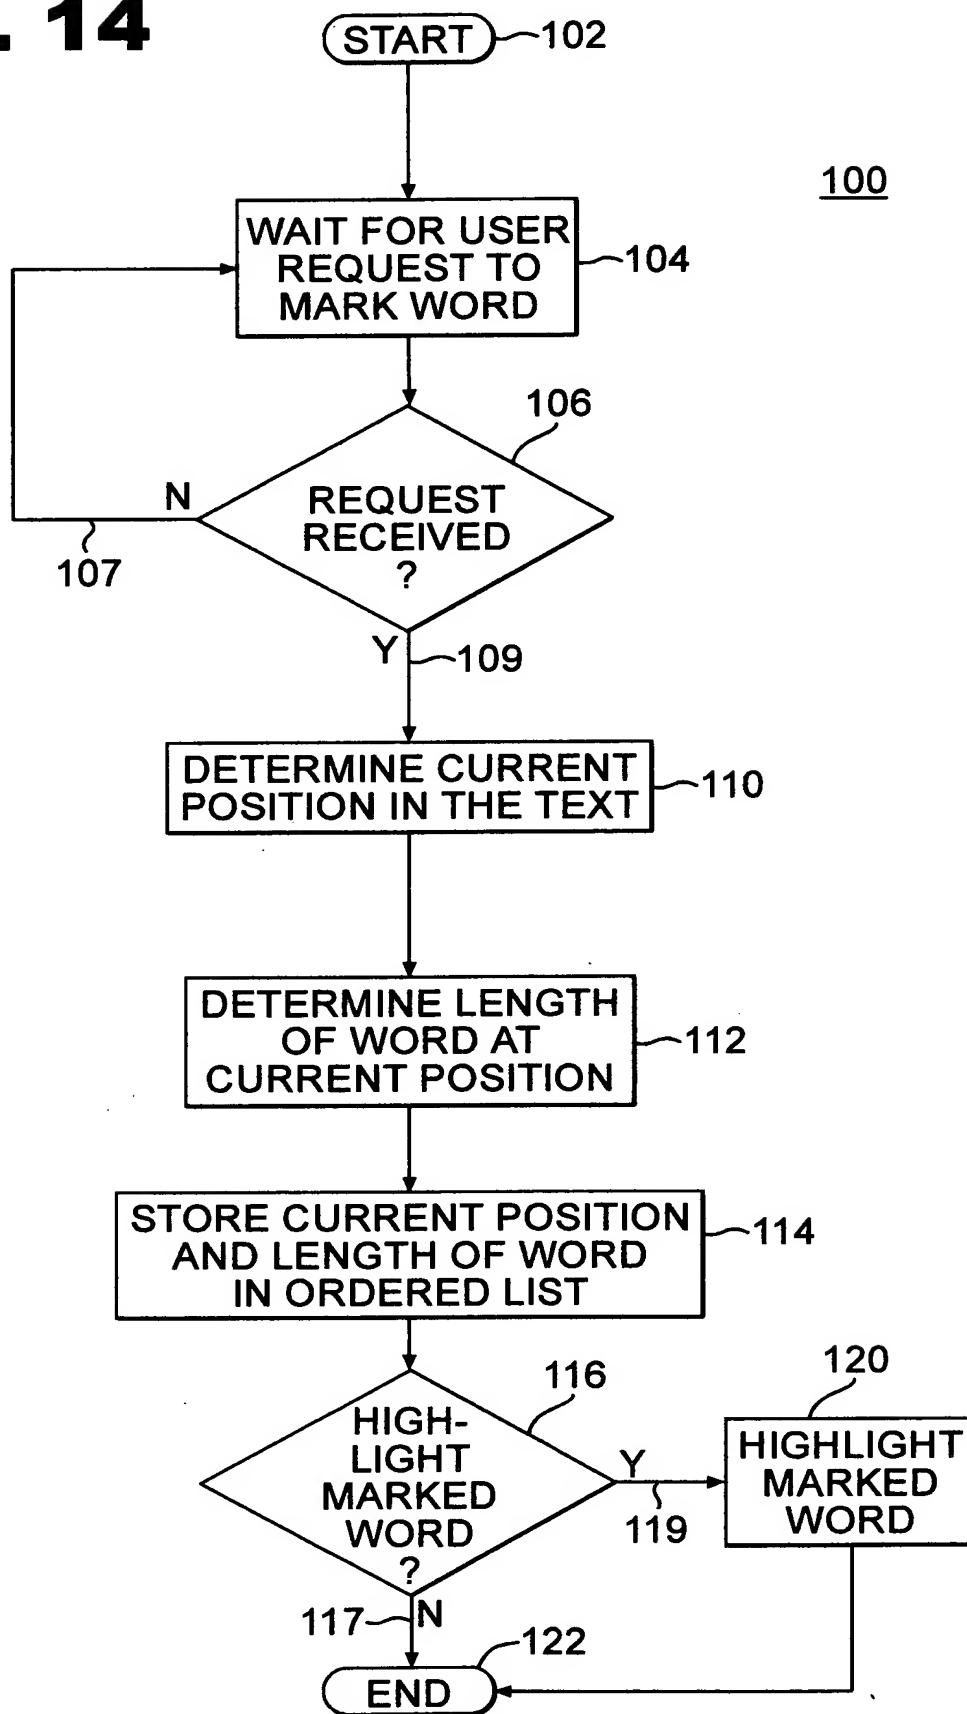 . 14
START
102
100
WAIT FOR USER
REQUEST TO
MARK WORD
104
106
N
REQUEST
RECEIVED
?
107
Y
109
DETERMINE CURRENT
POSITION IN THE TEXT
110
DETERMINE LENGTH
OF WORD AT
CURRENT POSITION
112
STORE CURRENT POSITION
AND LENGTH OF WORD
IN ORDERED LIST
114
116
120
HIGH-
LIGHT
MARKED
WORD
?
Y
119
HIGHLIGHT
MARKED
WORD
117
N
122
END